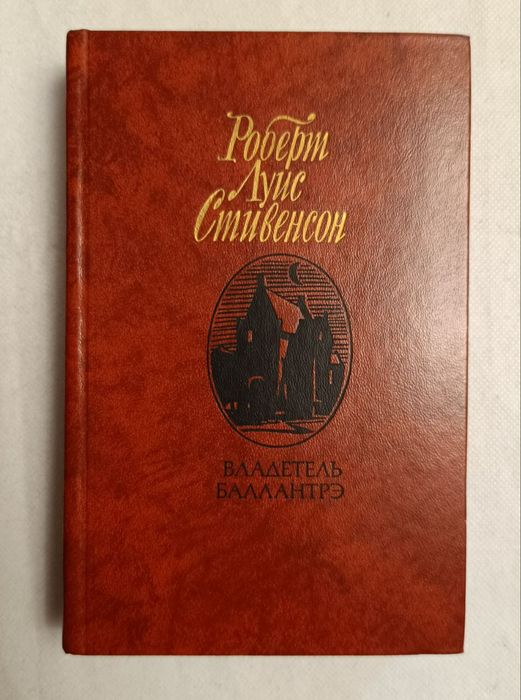 Роберт
Луис
Стивенсон
ВЛАДЕТЕЛЬ
БАЛЛАНТРЭ